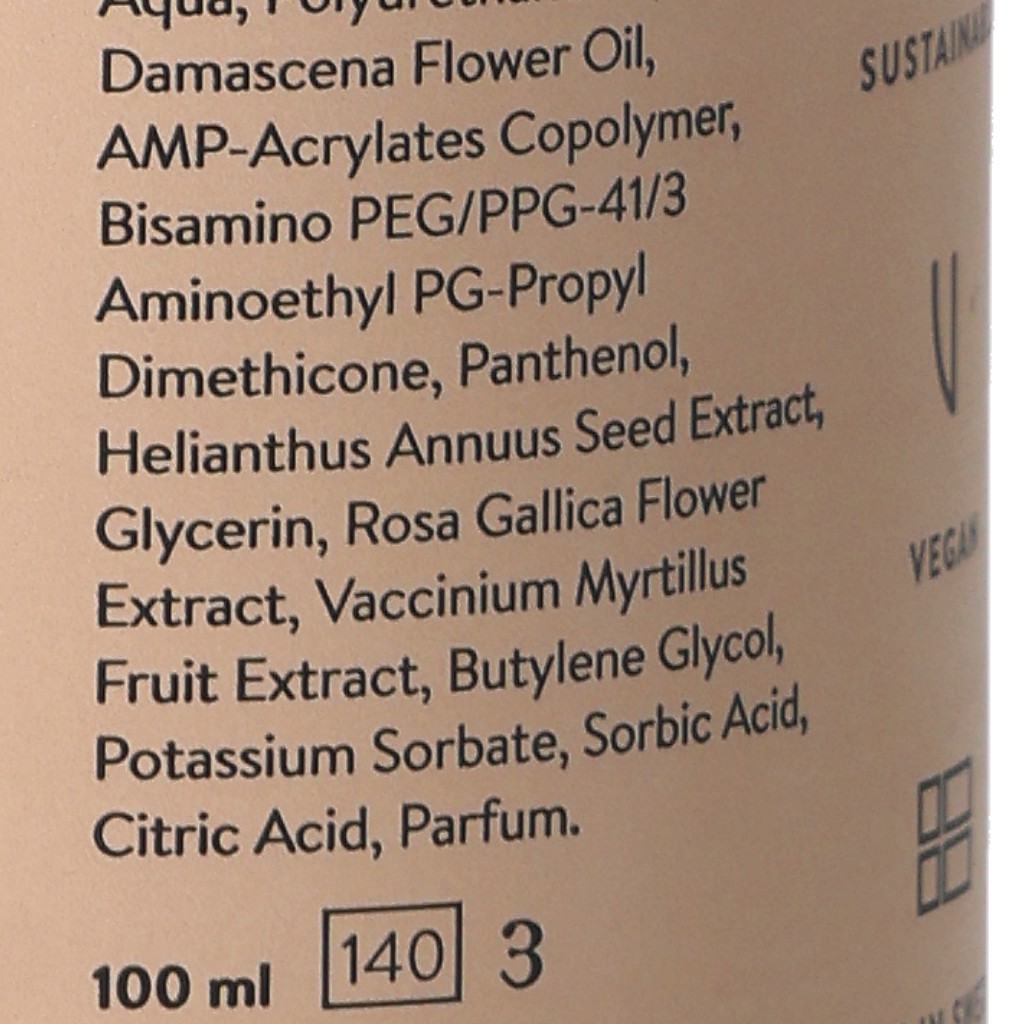 Aqua,
Damascena Flower Oil,
AMP-Acrylates Copolymer,
Bisamino PEG/PPG-41/3
Aminoethyl PG-Propyl
Dimethicone, Panthenol,
Helianthus Annuus Seed Extract,
Glycerin, Rosa Gallica Flower
Extract, Vaccinium Myrtillus
Fruit Extract, Butylene Glycol,
Potassium Sorbate, Sorbic Acid,
Citric Acid, Parfum.
100 ml 140 3
VEGAN